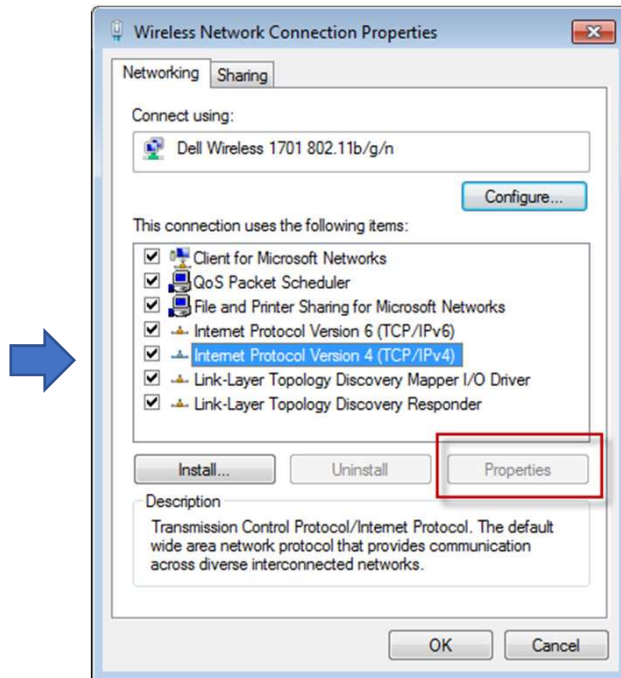 Wireless Network Connection Properties
Networking
Sharing
Connect using:
Dell Wireless 1701 802.11b/g/n
Configure...
This connection uses the following items:
Client for Microsoft Networks
QoS Packet Scheduler
File and Printer Sharing for Microsoft Networks
Internet Protocol Version 6 (TCP/IPv6)
Internet Protocol Version 4 (TCP/IPv4)
Link-Layer Topology Discovery Mapper I/O Driver
Link-Layer Topology Discovery Responder
Install...
Uninstall
Properties
Description
Transmission Control Protocol/Internet Protocol. The default
wide area network protocol that provides communication
across diverse interconnected networks.
OK
Cancel